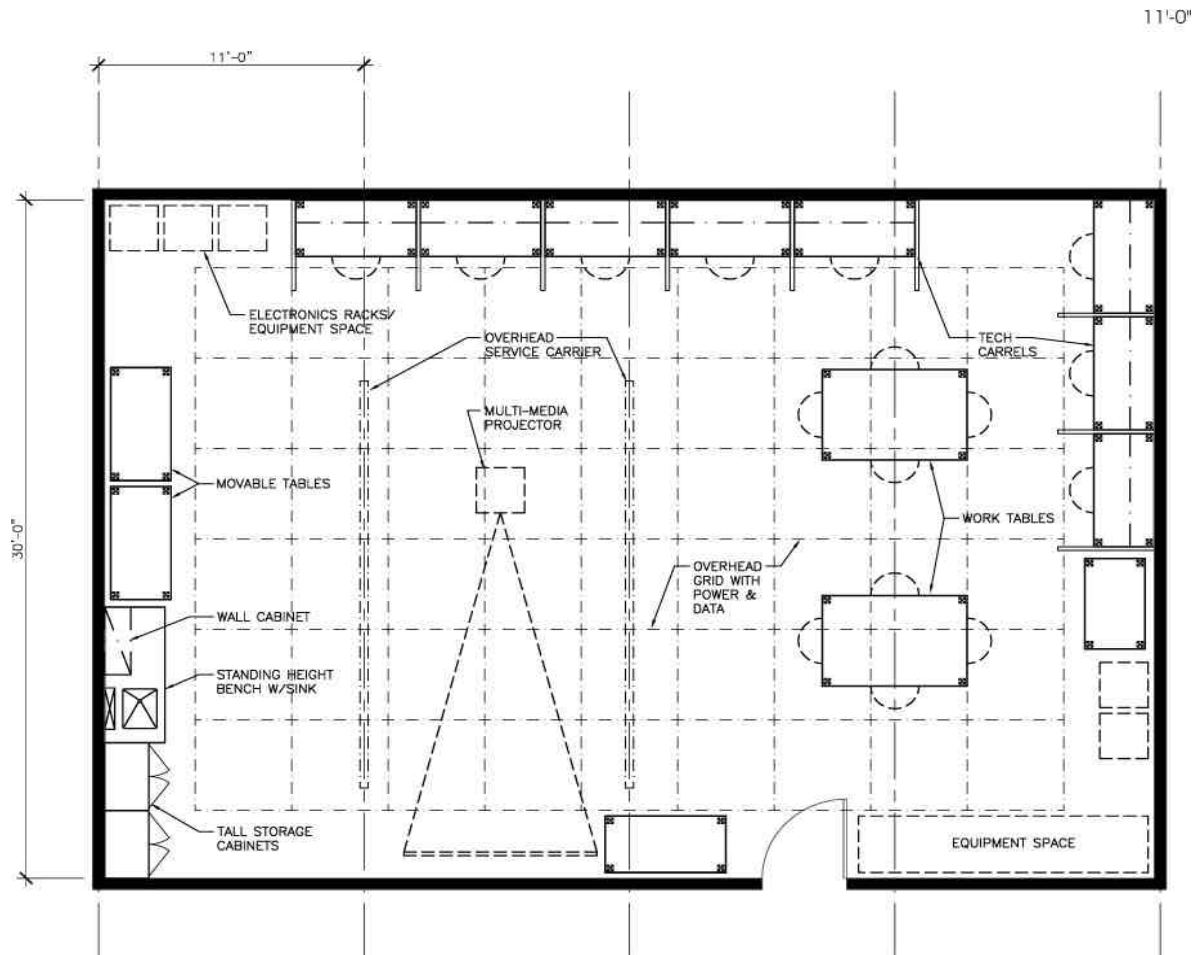 11'-0"
11'-0"
ELECTRONICS RACKS/
EQUIPMENT SPACE
OVERHEAD
SERVICE CARRIER
TECH
CARRELS
MULTI-MEDIA
PROJECTOR
MOVABLE TABLES
WORK TABLES
30'-0"
OVERHEAD
GRID WITH
POWER &
DATA
WALL CABINET
STANDING HEIGHT
BENCH W/SINK
TALL STORAGE
CABINETS
EQUIPMENT SPACE